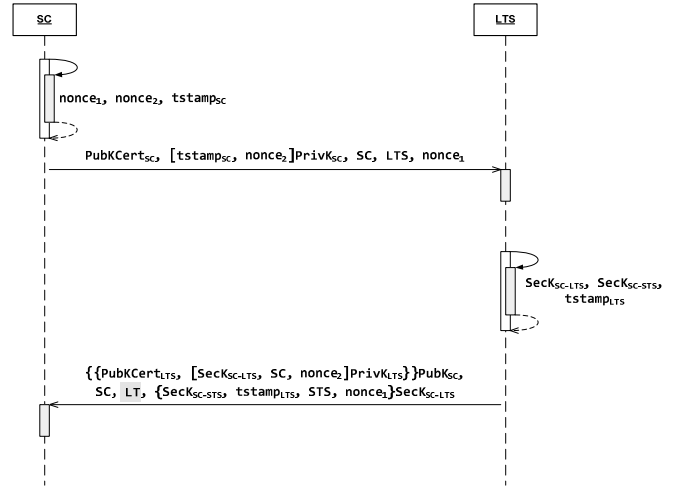 SC
LTS
nonce₁, nonce₂, tstampSC
PubKCertSC, [tstampSC, nonce₂]PrivKSC, SC, LTS, nonce₁
SecKSC-LTS, SecKSC-STS,
tstampLTS
{{PubKCertLTS, [SecKSC-LTS, SC, nonce₂]PrivKLTS}}PubKSC,
SC, LT, {SecKSC-STS, tstampLTS, STS, nonce₁}SecKSC-LTS